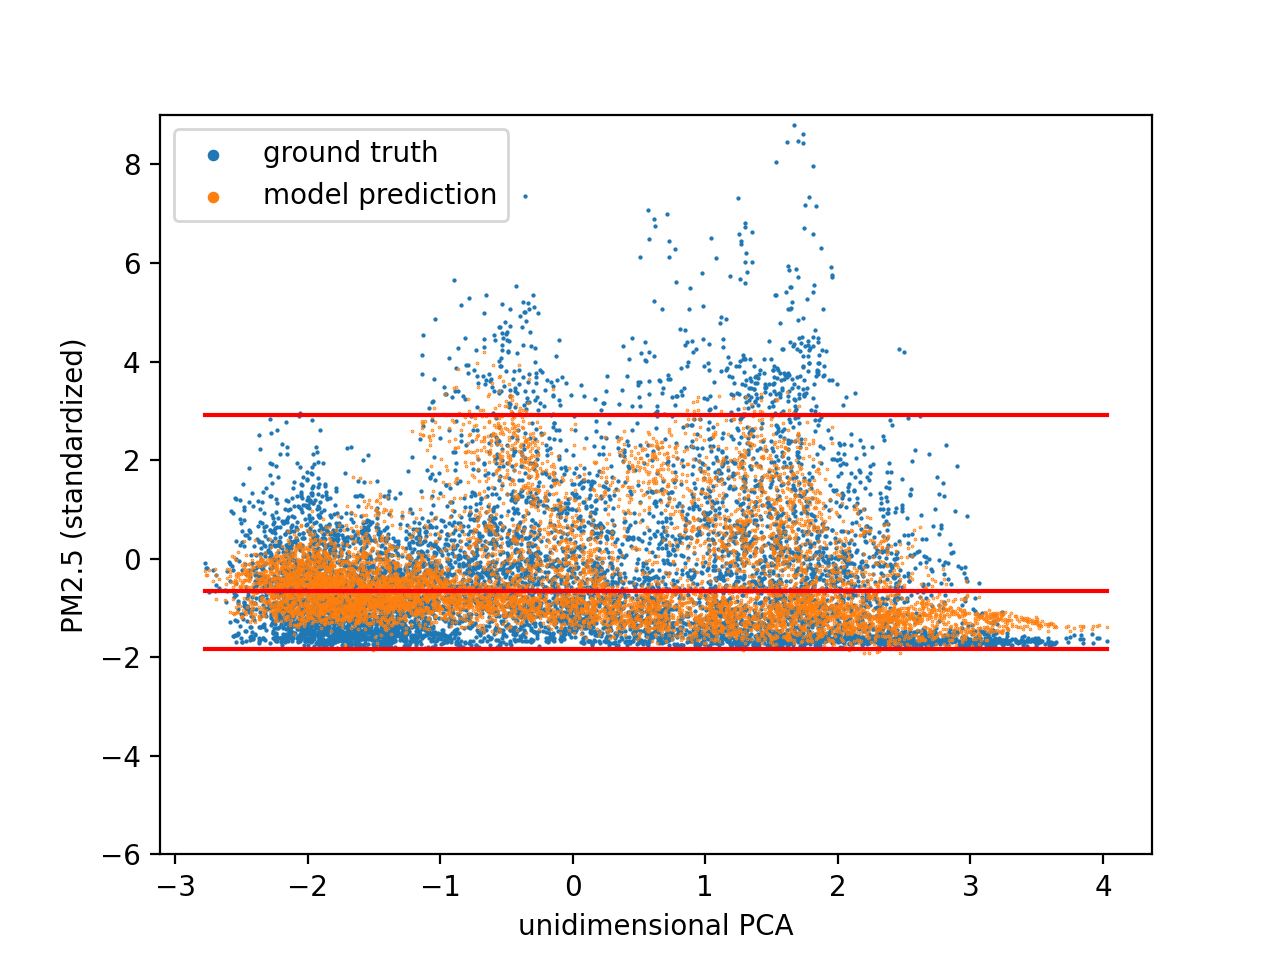 ground truth
model prediction
8
6
4
2
0
−2
−4
−6
PM2.5 (standardized)
−3 −2 −1 0 1 2 3 4
unidimensional PCA